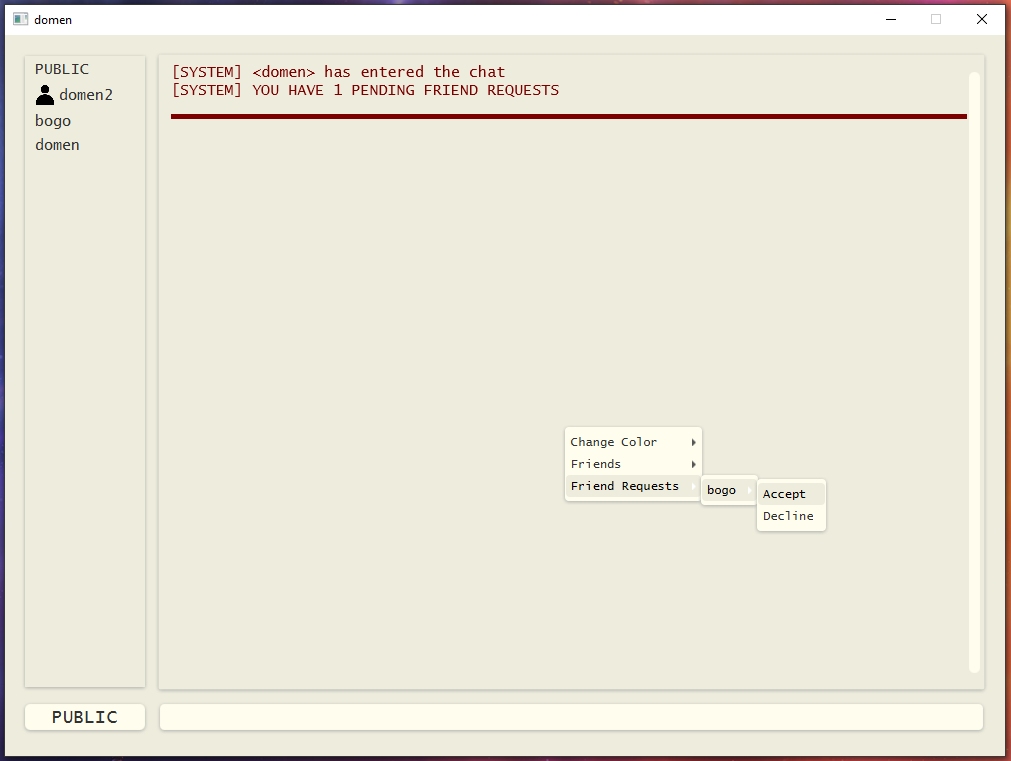 domen
PUBLIC
domen2
bogo
domen
[SYSTEM] <domen> has entered the chat
[SYSTEM] YOU HAVE 1 PENDING FRIEND REQUESTS
Change Color
Friends
Friend Requests
bogo
Accept
Decline
PUBLIC